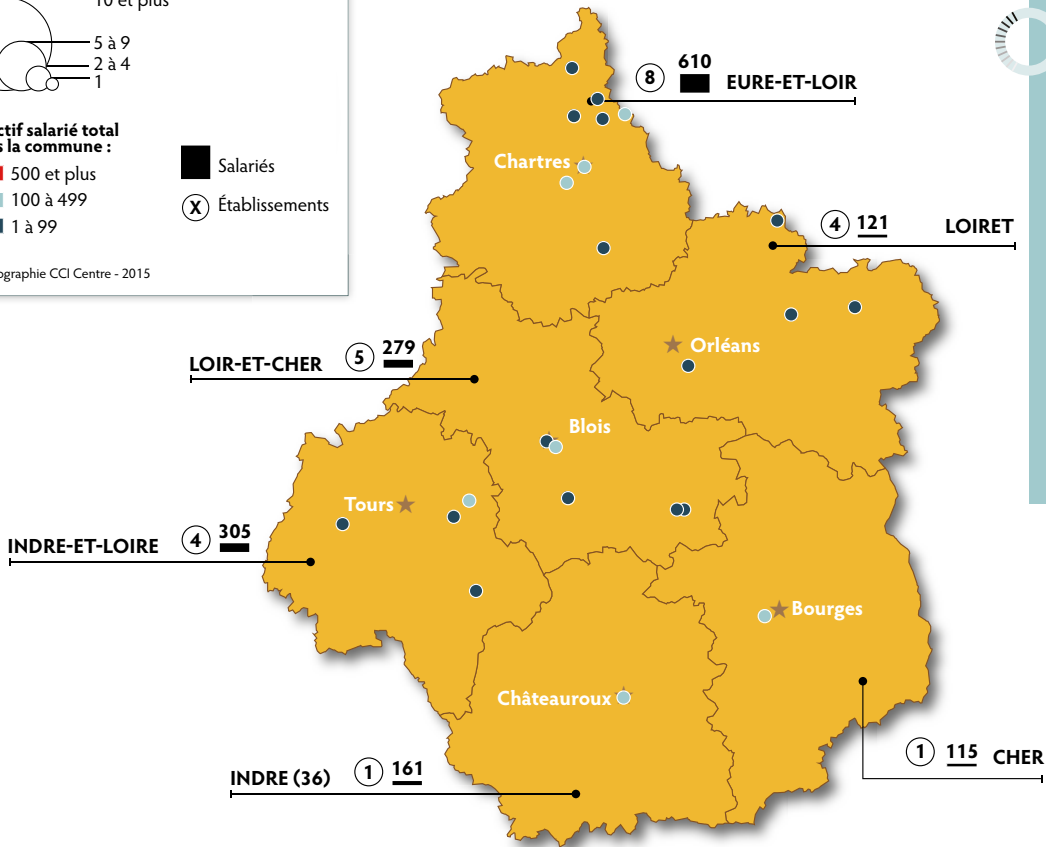 10 et plus
5 à 9
2 à 4
1
ctif salarié total
s la commune :
500 et plus
100 à 499
1 à 99
Salariés
X Établissements
ographie CCI Centre - 2015
8 610 EURE-ET-LOIR
Chartres
4 121 LOIRET
Orléans
LOIR-ET-CHER 5 279
Blois
Tours
INDRE-ET-LOIRE 4 305
Bourges
Châteauroux
1 115 CHER
INDRE (36) 1 161